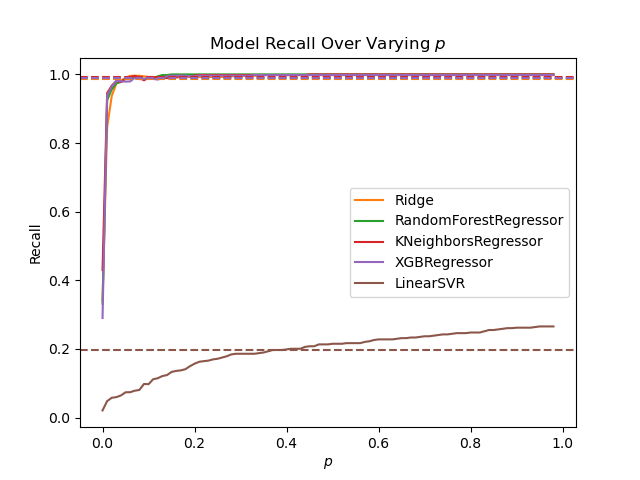 Model Recall Over Varying p
Recall
1.0
0.8
0.6
0.4
0.2
0.0
Ridge
RandomForestRegressor
KNeighborsRegressor
XGBRegressor
LinearSVR
0.0 0.2 0.4 0.6 0.8 1.0
p